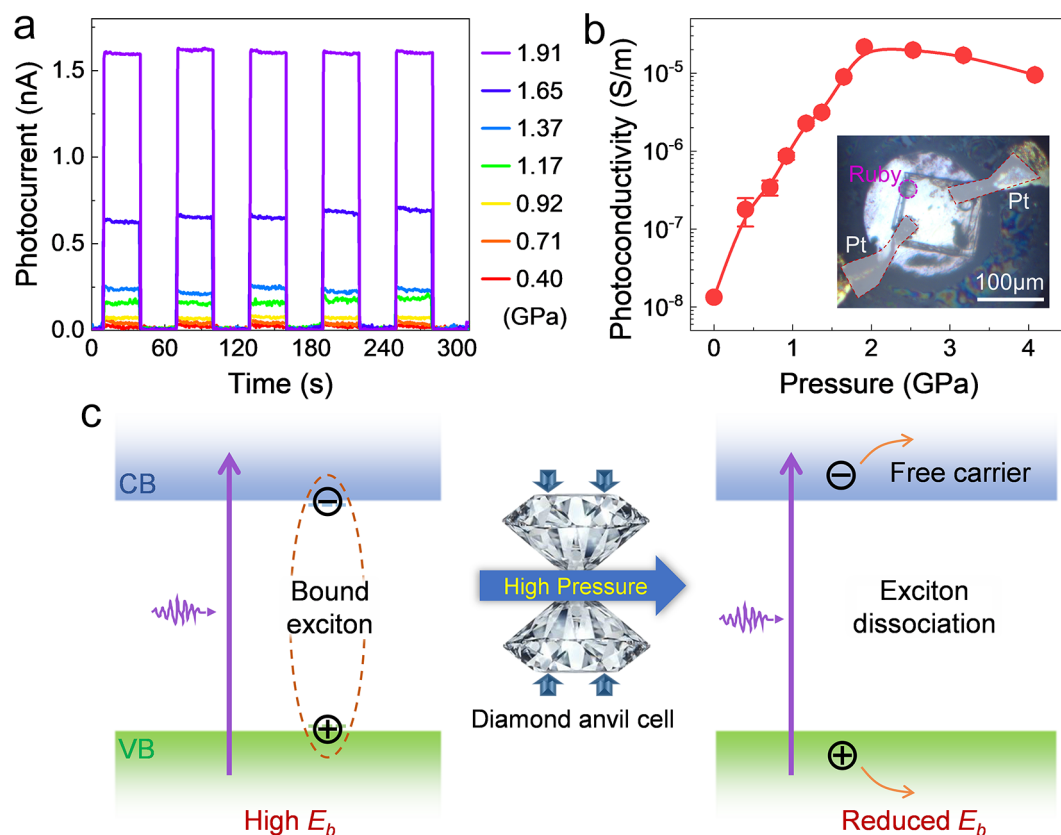 a
Photocurrent (nA)
1.5
1.0
0.5
0.0
0 60 120 180 240 300
Time (s)
1.91
1.65
1.37
1.17
0.92
0.71
0.40
(GPa)
b
Photoconductivity (S/m)
10⁻⁵
10⁻⁶
10⁻⁷
10⁻⁸
0 1 2 3 4
Pressure (GPa)
Ruby
Pt
Pt
100μm
c
CB
VB
Bound
exciton
High E_b
High Pressure
Diamond anvil cell
Free carrier
Exciton
dissociation
Reduced E_b